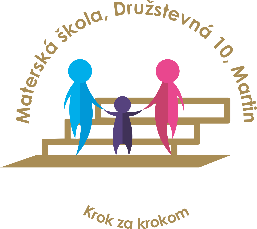 Materská škola, Družstevná 10, Martin
Krok za krokom